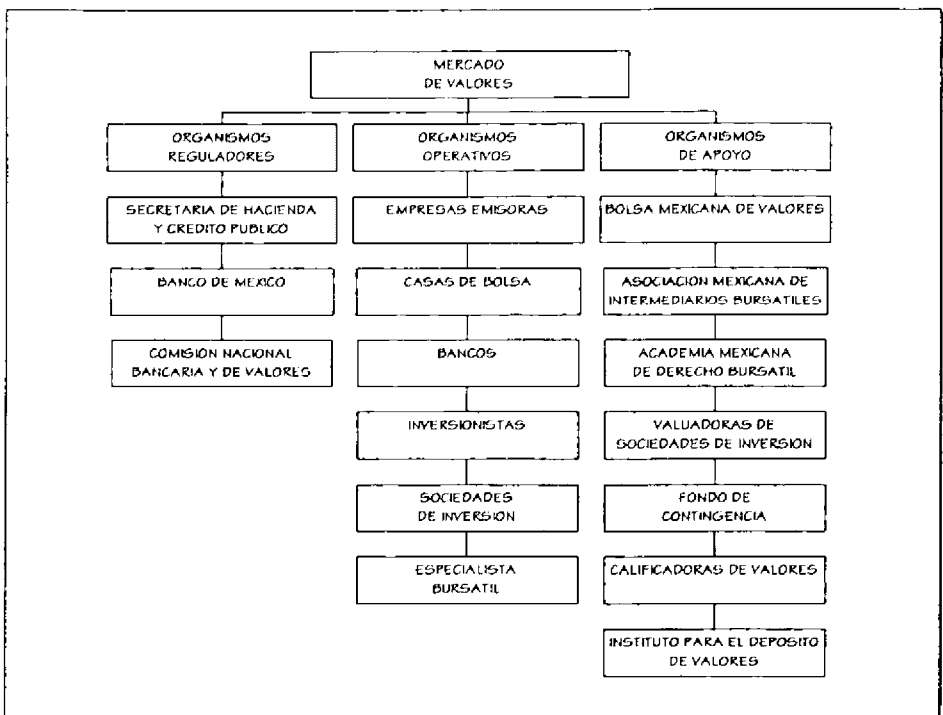 MERCADO
DE VALORES
ORGANISMOS
REGULADORES
SECRETARIA DE HACIENDA
Y CREDITO PUBLICO
BANCO DE MEXICO
COMISION NACIONAL
BANCARIA Y DE VALORES
ORGANISMOS
OPERATIVOS
EMPRESAS EMISORAS
CASAS DE BOLSA
BANCOS
INVERSIONISTAS
SOCIEDADES
DE INVERSION
ESPECIALISTA
BURSATIL
ORGANISMOS
DE APOYO
BOLSA MEXICANA DE VALORES
ASOCIACION MEXICANA DE
INTERMEDIARIOS BURSATILES
ACADEMIA MEXICANA
DE DERECHO BURSATIL
VALUADORAS DE
SOCIEDADES DE INVERSION
FONDO DE
CONTINGENCIA
CALIFICADORAS DE VALORES
INSTITUTO PARA EL DEPOSITO
DE VALORES